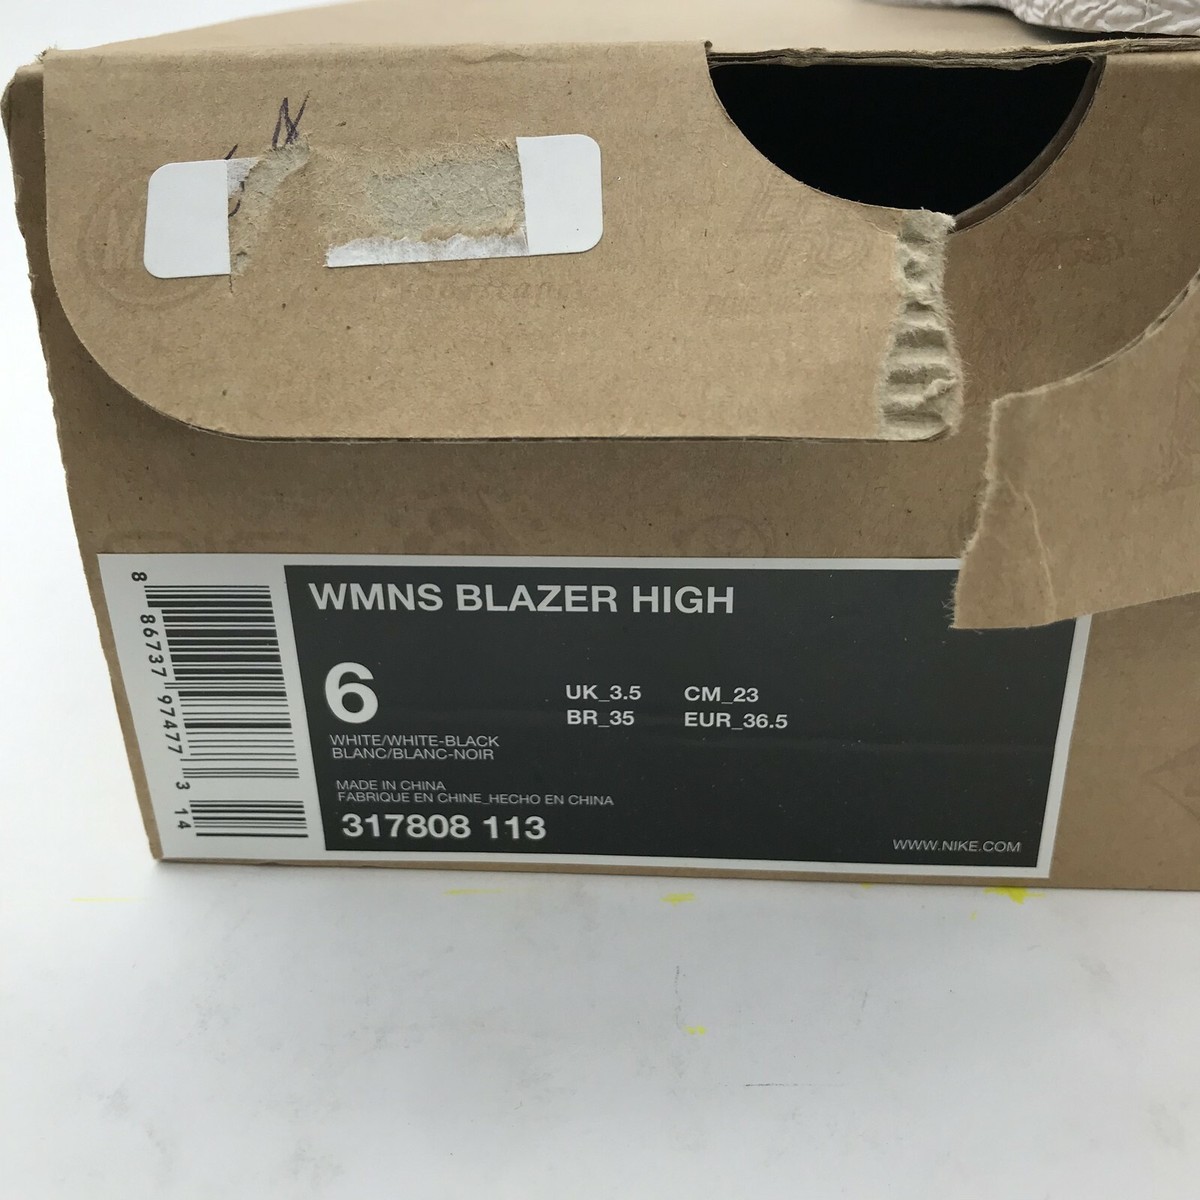 WMNS BLAZER HIGH
6
UK_3.5 CM_23
BR_35 EUR_36.5
WHITE/WHITE-BLACK
BLANC/BLANC-NOIR
MADE IN CHINA
FABRIQUE EN CHINE_HECHO EN CHINA
317808 113
WWW.NIKE.COM
8 86737 97477 3 14